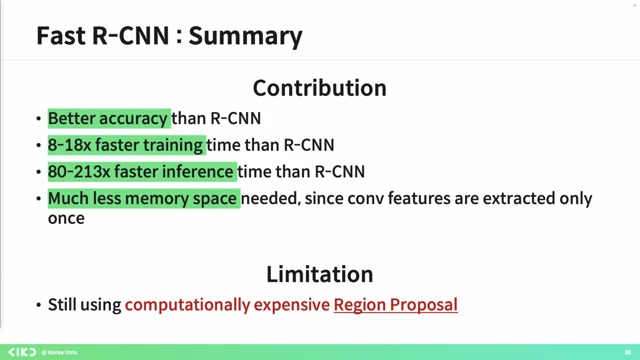 Fast R-CNN : Summary
Contribution
• Better accuracy than R-CNN
• 8-18x faster training time than R-CNN
• 80-213x faster inference time than R-CNN
• Much less memory space needed, since conv features are extracted only
once
Limitation
• Still using computationally expensive Region Proposal
@ Korea Univ.